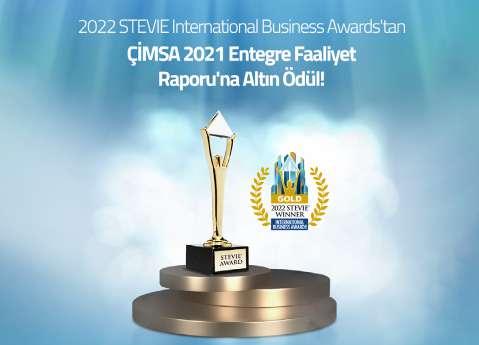 2022 STEVIE International Business Awards'tan
ÇİMSA 2021 Entegre Faaliyet
Raporu'na Altın Ödül!
GOLD
2022 STEVIE®
WINNER
INTERNATIONAL
BUSINESS AWARDS
STEVIE®
AWARD